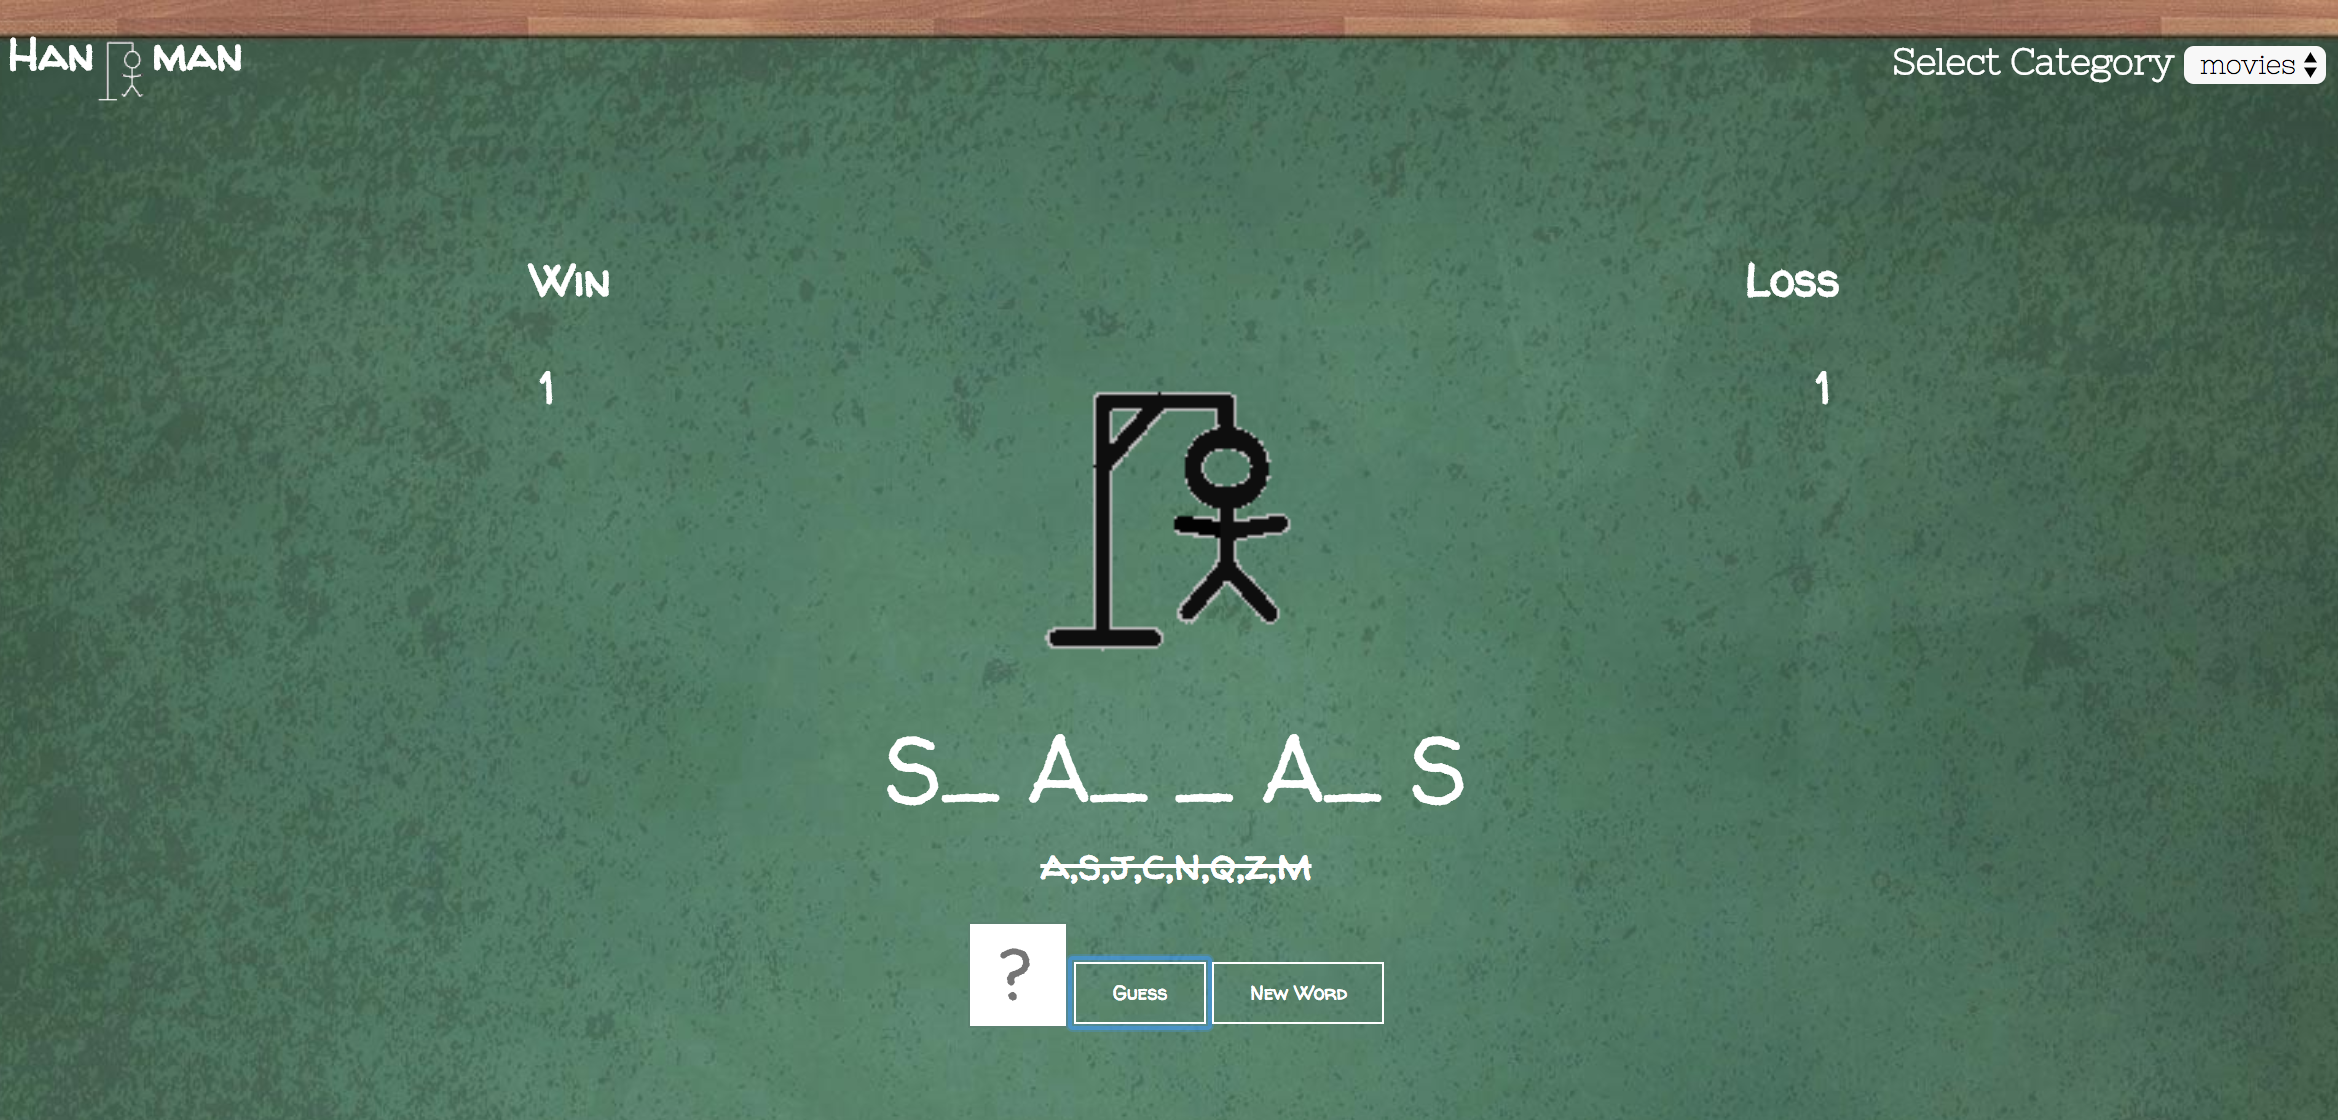 HAN MAN
Select Category movies
WIN
LOSS
1
1
S_ A_ _ A_ S
A,S,J,C,N,Q,Z,M
?
GUESS
NEW WORD